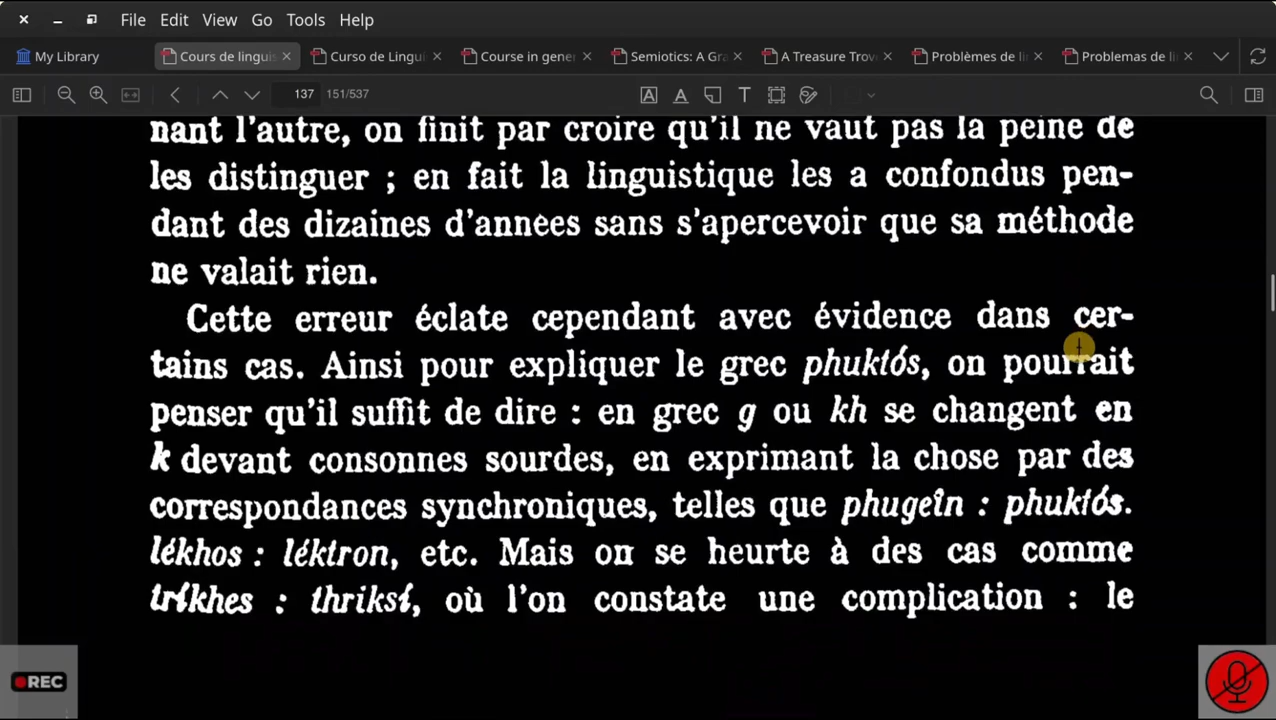 File Edit View Go Tools Help
My Library Cours de linguis Curso de Lingui Course in gene Semiotics: A Gra A Treasure Trov Problèmes de li Problemas de li
137 151/537
nant l'autre, on finit par croire qu'il ne vaut pas la peine de
les distinguer ; en fait la linguistique les a confondus pen-
dant des dizaines d'années sans s'apercevoir que sa méthode
ne valait rien.
Cette erreur éclate cependant avec évidence dans cer-
tains cas. Ainsi pour expliquer le grec phuktós, on pourrait
penser qu'il suffit de dire : en grec g ou kh se changent en
k devant consonnes sourdes, en exprimant la chose par des
correspondances synchroniques, telles que phugeîn : phuktós.
lékhos : léktron, etc. Mais on se heurte à des cas comme
tríkhes : thriksí, où l'on constate une complication : le
REC